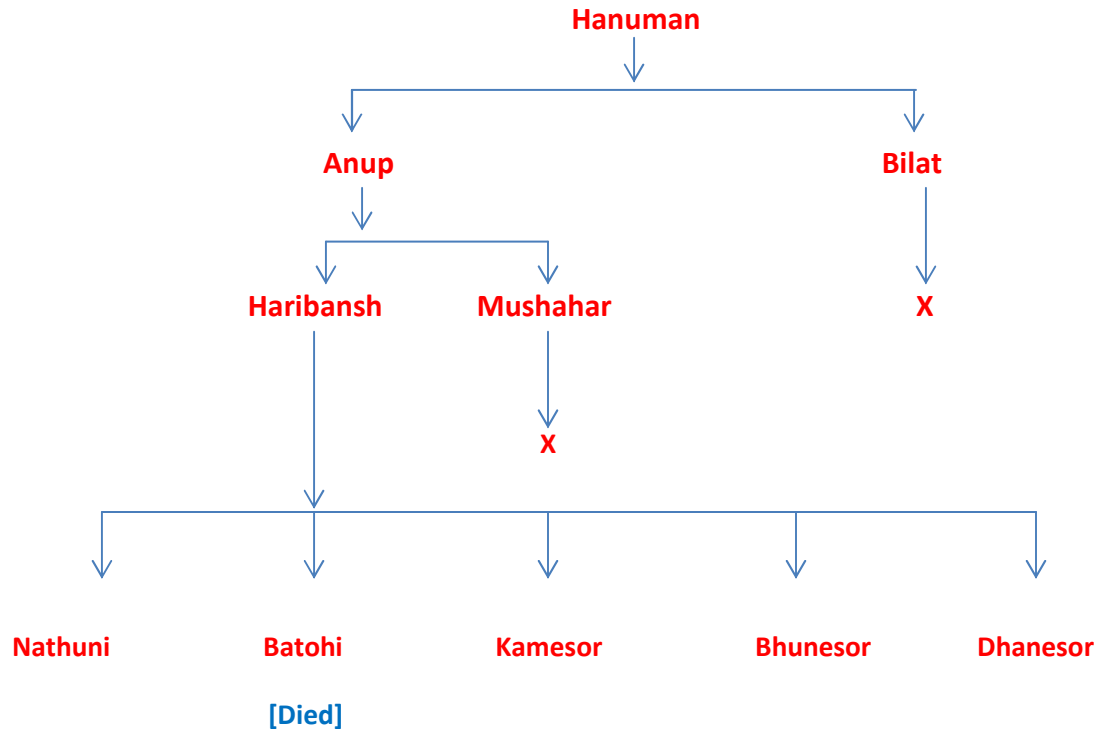 Hanuman
Anup Bilat
Haribansh Mushahar X
X
Nathuni Batohi Kamesor Bhunesor Dhanesor
[Died]